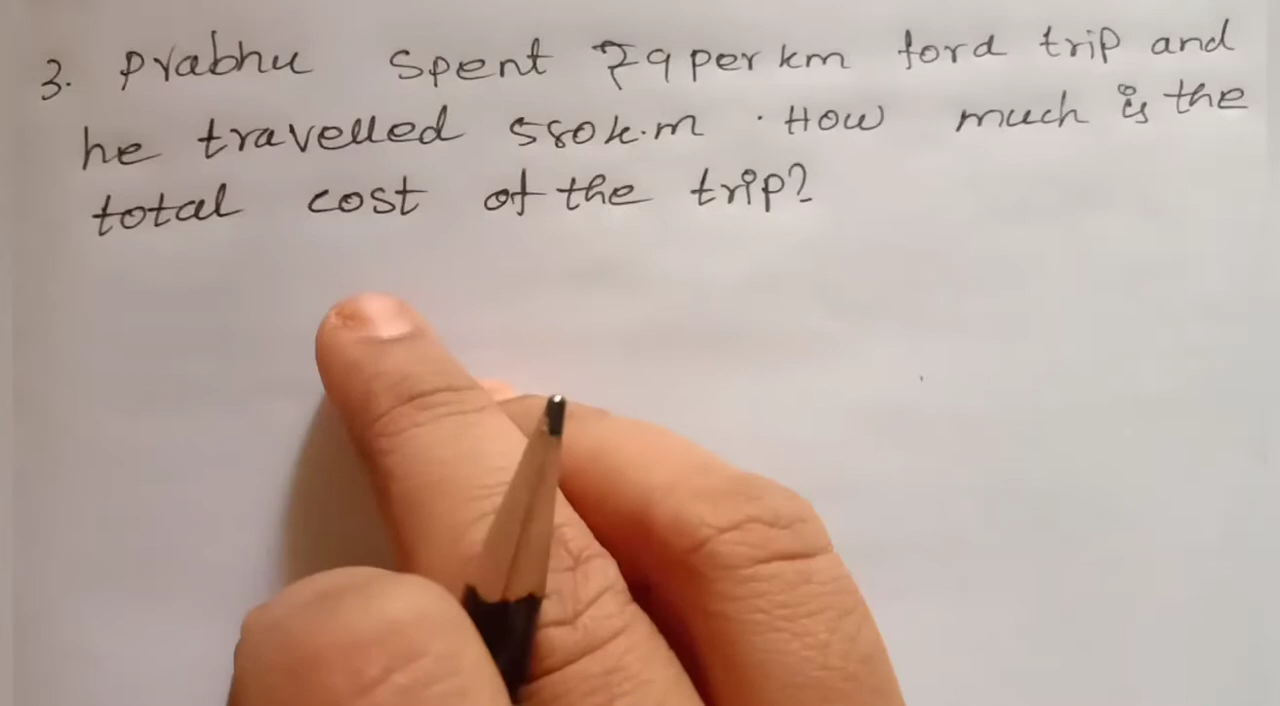 3. Prabhu spent ₹9 per km for a trip and
he travelled 580 k.m. How much is the
total cost of the trip?